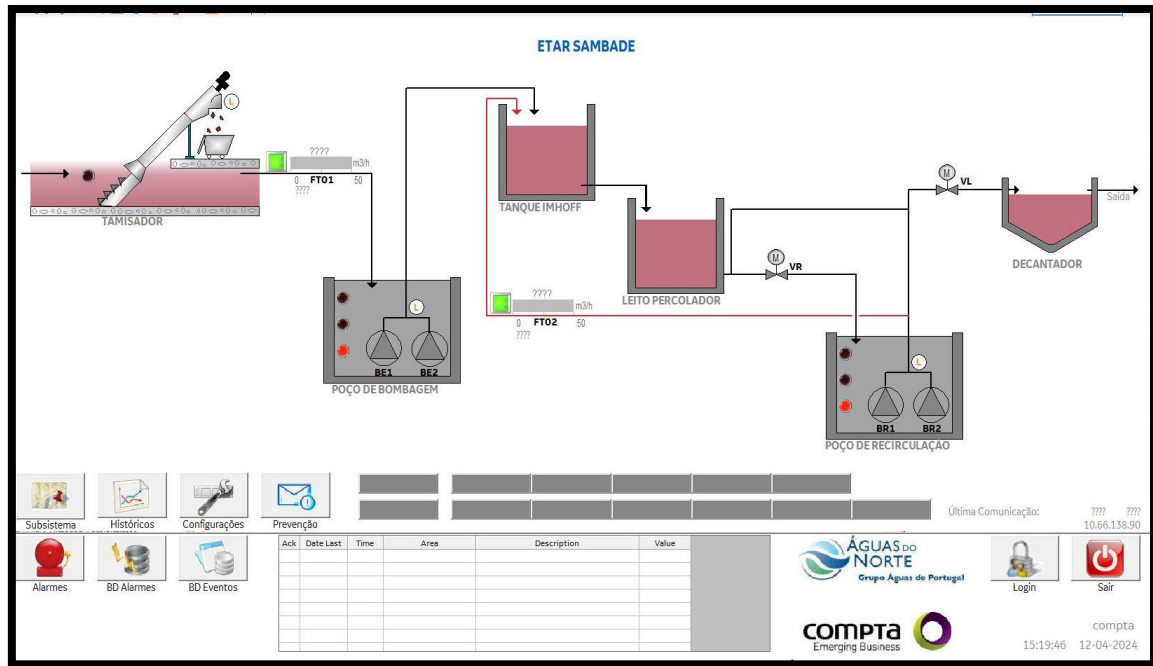 ETAR SAMBADE
L
TAMISADOR
????
m3/h
0 FT01 50
????
TANQUE IMHOFF
LEITO PERCOLADOR
M
VR
M
VL
Saída
DECANTADOR
????
m3/h
0 FT02 50
????
L
BE1 BE2
POÇO DE BOMBAGEM
L
BR1 BR2
POÇO DE RECIRCULAÇAO
Subsistema Históricos Configurações Prevenção
Última Comunicação: ???? ????
10.66.138.90
Alarmes BD Alarmes BD Eventos
Ack Date Last Time Area Description Value
ÁGUAS DO
NORTE
Grupo Águas de Portugal
Login Sair
compta
Emerging Business
compta
15:19:46 12-04-2024